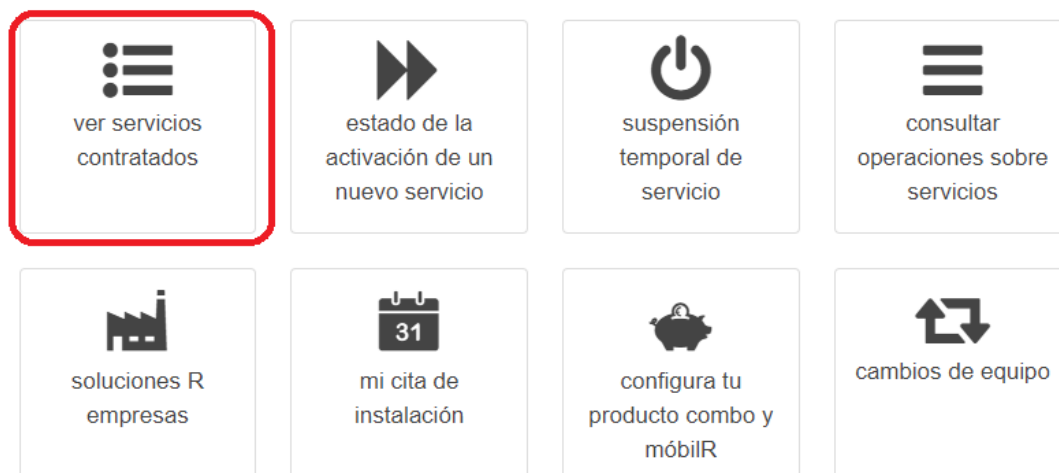 ver servicios
contratados
estado de la
activación de un
nuevo servicio
suspensión
temporal de
servicio
consultar
operaciones sobre
servicios
soluciones R
empresas
31
mi cita de
instalación
configura tu
producto combo y
móbilR
cambios de equipo